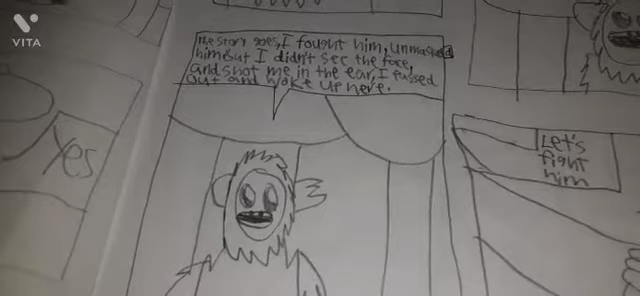 VITA
Yes
The story goes, I fought him, unmasked
him but I didn't see the face,
and shot me in the ear, I passed
out and woke up here.
Let's
fight
him